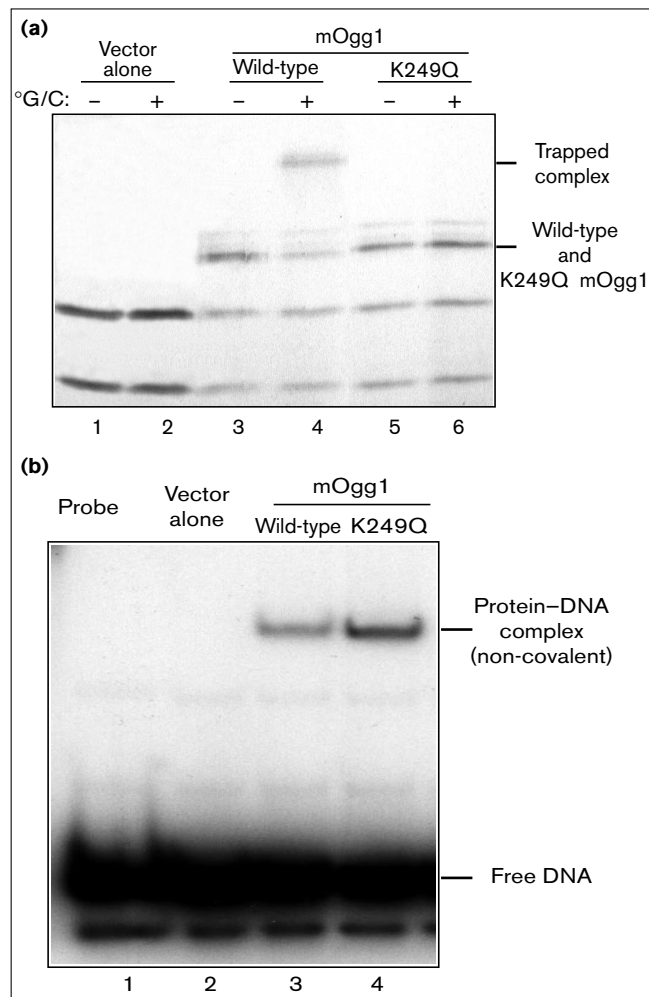 (a)
mOgg1
Vector alone
Wild-type K249Q
°G/C: – + – + – +
Trapped complex
Wild-type and K249Q mOgg1
1 2 3 4 5 6
(b)
mOgg1
Probe Vector alone
Wild-type K249Q
Protein–DNA complex (non-covalent)
Free DNA
1 2 3 4